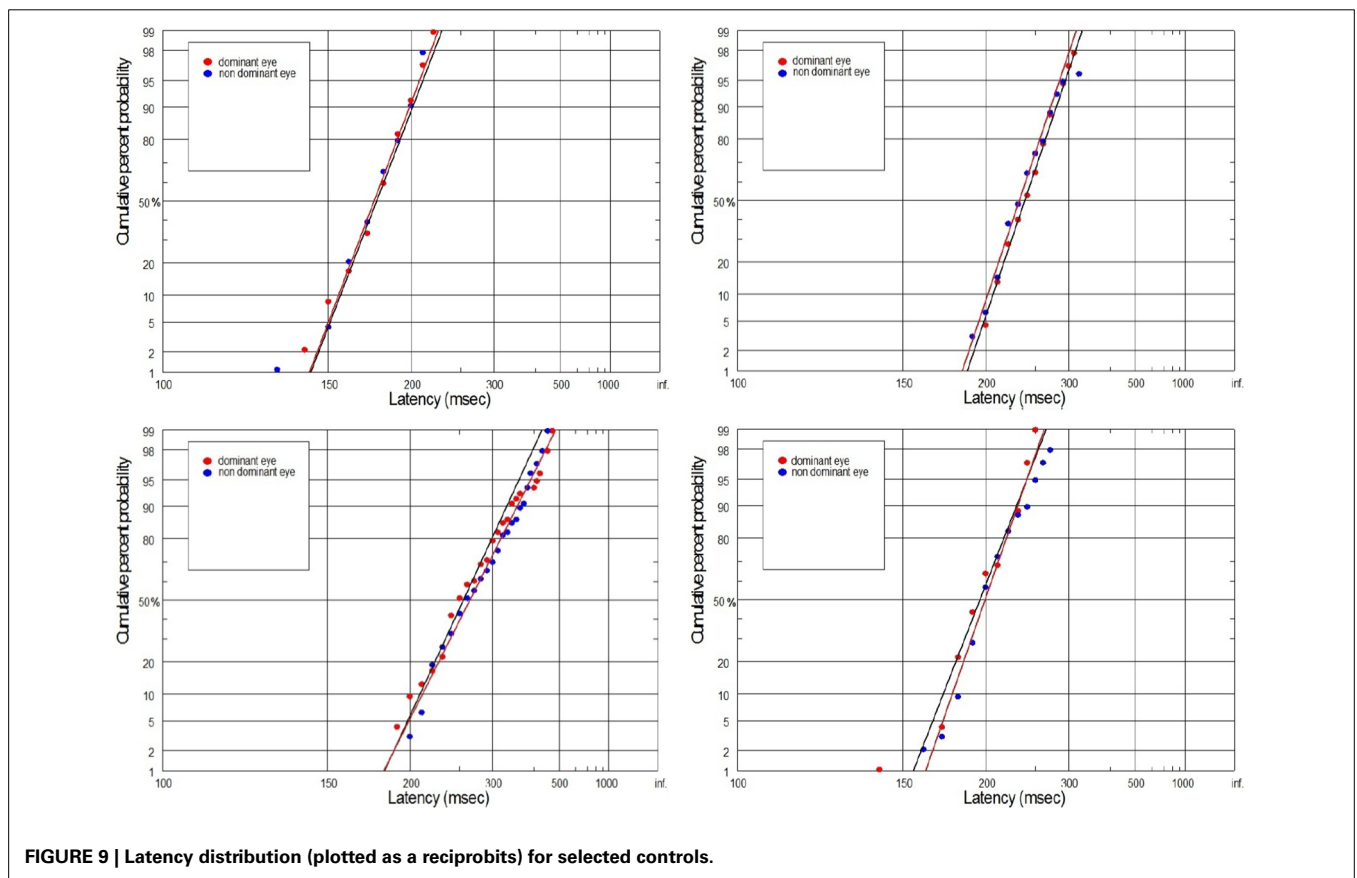 99
98
95
90
80
50%
20
10
5
2
1
Cumulative percent probability
dominant eye
non dominant eye
100 150 200 300 500 1000 inf.
Latency (msec)
99
98
95
90
80
50%
20
10
5
2
1
Cumulative percent probability
dominant eye
non dominant eye
100 150 200 300 500 1000 inf.
Latency (msec)
99
98
95
90
80
50%
20
10
5
2
1
Cumulative percent probability
dominant eye
non dominant eye
100 150 200 300 500 1000 inf.
Latency (msec)
99
98
95
90
80
50%
20
10
5
2
1
Cumulative percent probability
dominant eye
non dominant eye
100 150 200 300 500 1000 inf.
Latency (msec)
FIGURE 9 | Latency distribution (plotted as a reciprobits) for selected controls.